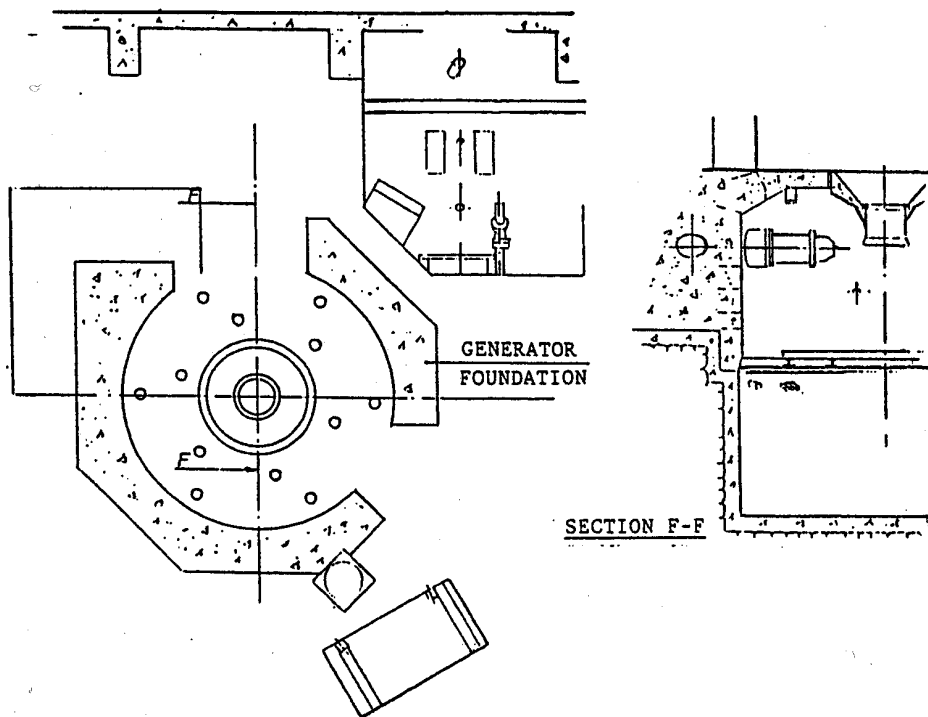 F
GENERATOR
FOUNDATION
F
SECTION F-F